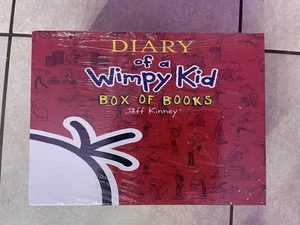 DIARY
of a
Wimpy Kid
BOX OF BOOKS
Jeff Kinney